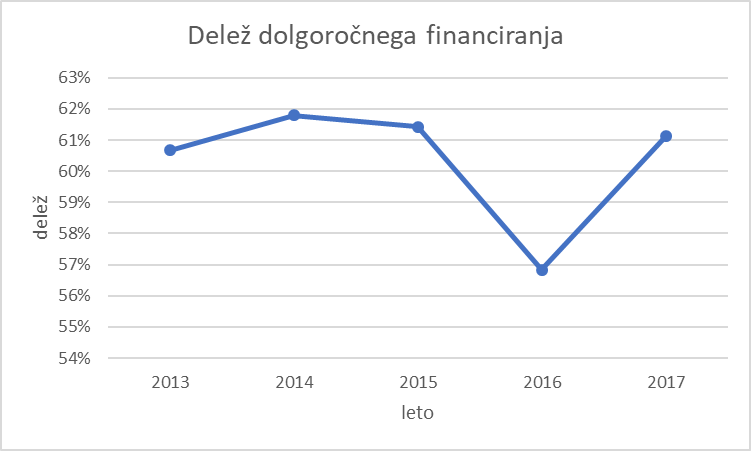 Delež dolgoročnega financiranja
63%
62%
61%
60%
59%
58%
57%
56%
55%
54%
delež
2013 2014 2015 2016 2017
leto